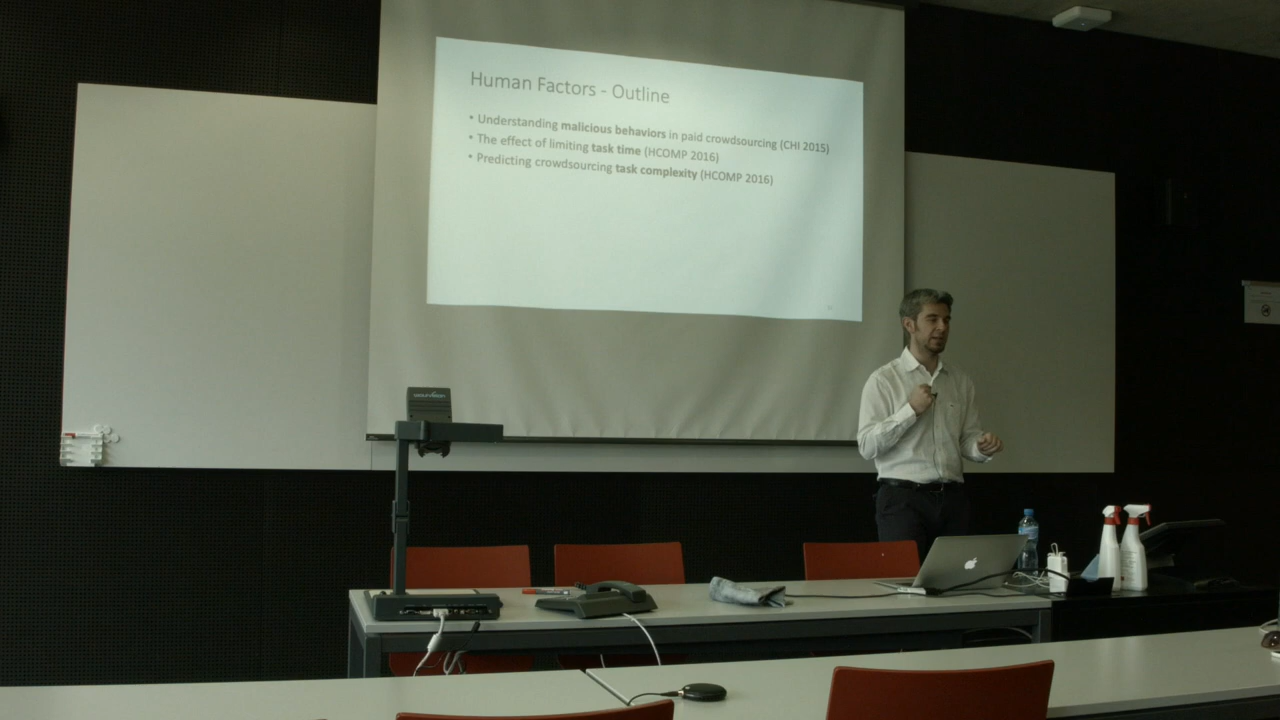 Human Factors - Outline
• Understanding malicious behaviors in paid crowdsourcing (CHI 2015)
• The effect of limiting task time (HCOMP 2016)
• Predicting crowdsourcing task complexity (HCOMP 2016)